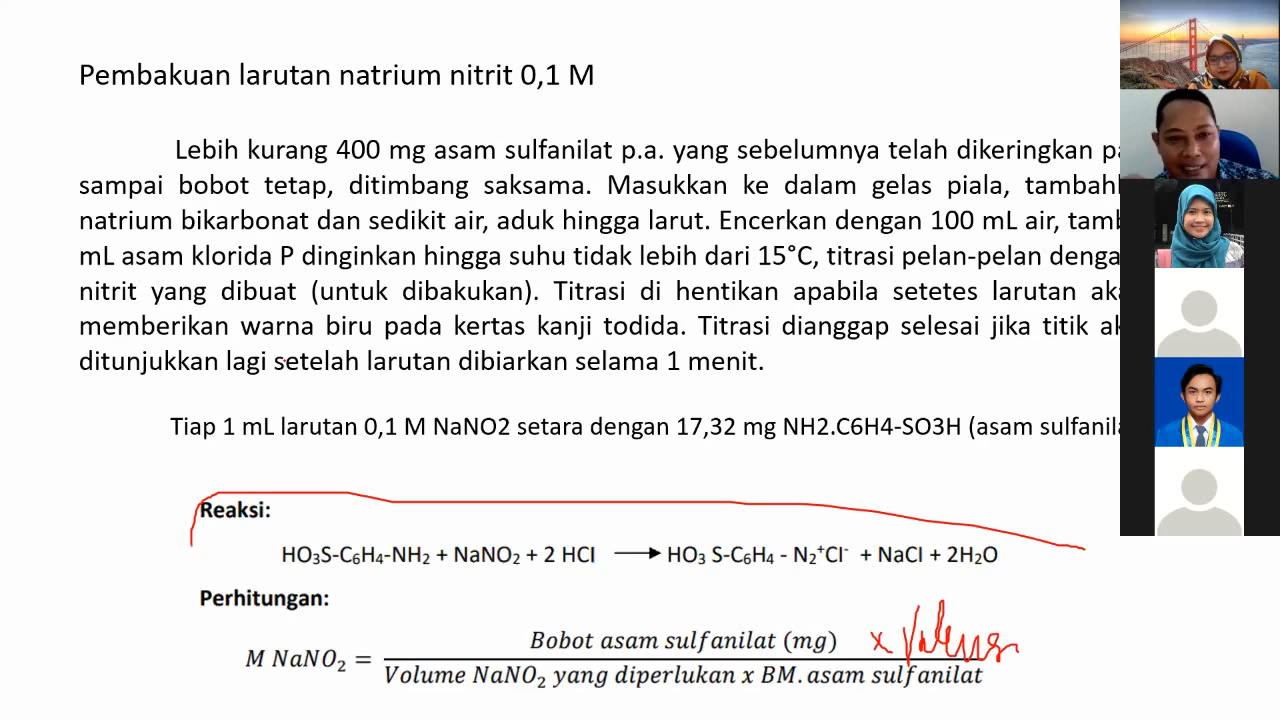 Pembakuan larutan natrium nitrit 0,1 M
Lebih kurang 400 mg asam sulfanilat p.a. yang sebelumnya telah dikeringkan
sampai bobot tetap, ditimbang saksama. Masukkan ke dalam gelas piala,
natrium bikarbonat dan sedikit air, aduk hingga larut. Encerkan dengan 100 mL air,
mL asam klorida P dinginkan hingga suhu tidak lebih dari 15°C, titrasi pelan-pelan
nitrit yang dibuat (untuk dibakukan). Titrasi di hentikan apabila setetes larutan
memberikan warna biru pada kertas kanji todida. Titrasi dianggap selesai jika titik
ditunjukkan lagi setelah larutan dibiarkan selama 1 menit.
Tiap 1 mL larutan 0,1 M NaNO2 setara dengan 17,32 mg NH2.C6H4-SO3H (asam
Reaksi:
HO₃S-C₆H₄-NH₂ + NaNO₂ + 2 HCl ⟶ HO₃ S-C₆H₄ - N₂⁺Cl⁻ + NaCl + 2H₂O
Perhitungan:
M NaNO₂ = Bobot asam sulfanilat (mg) x Valensi
Volume NaNO₂ yang diperlukan x BM. asam sulfanilat